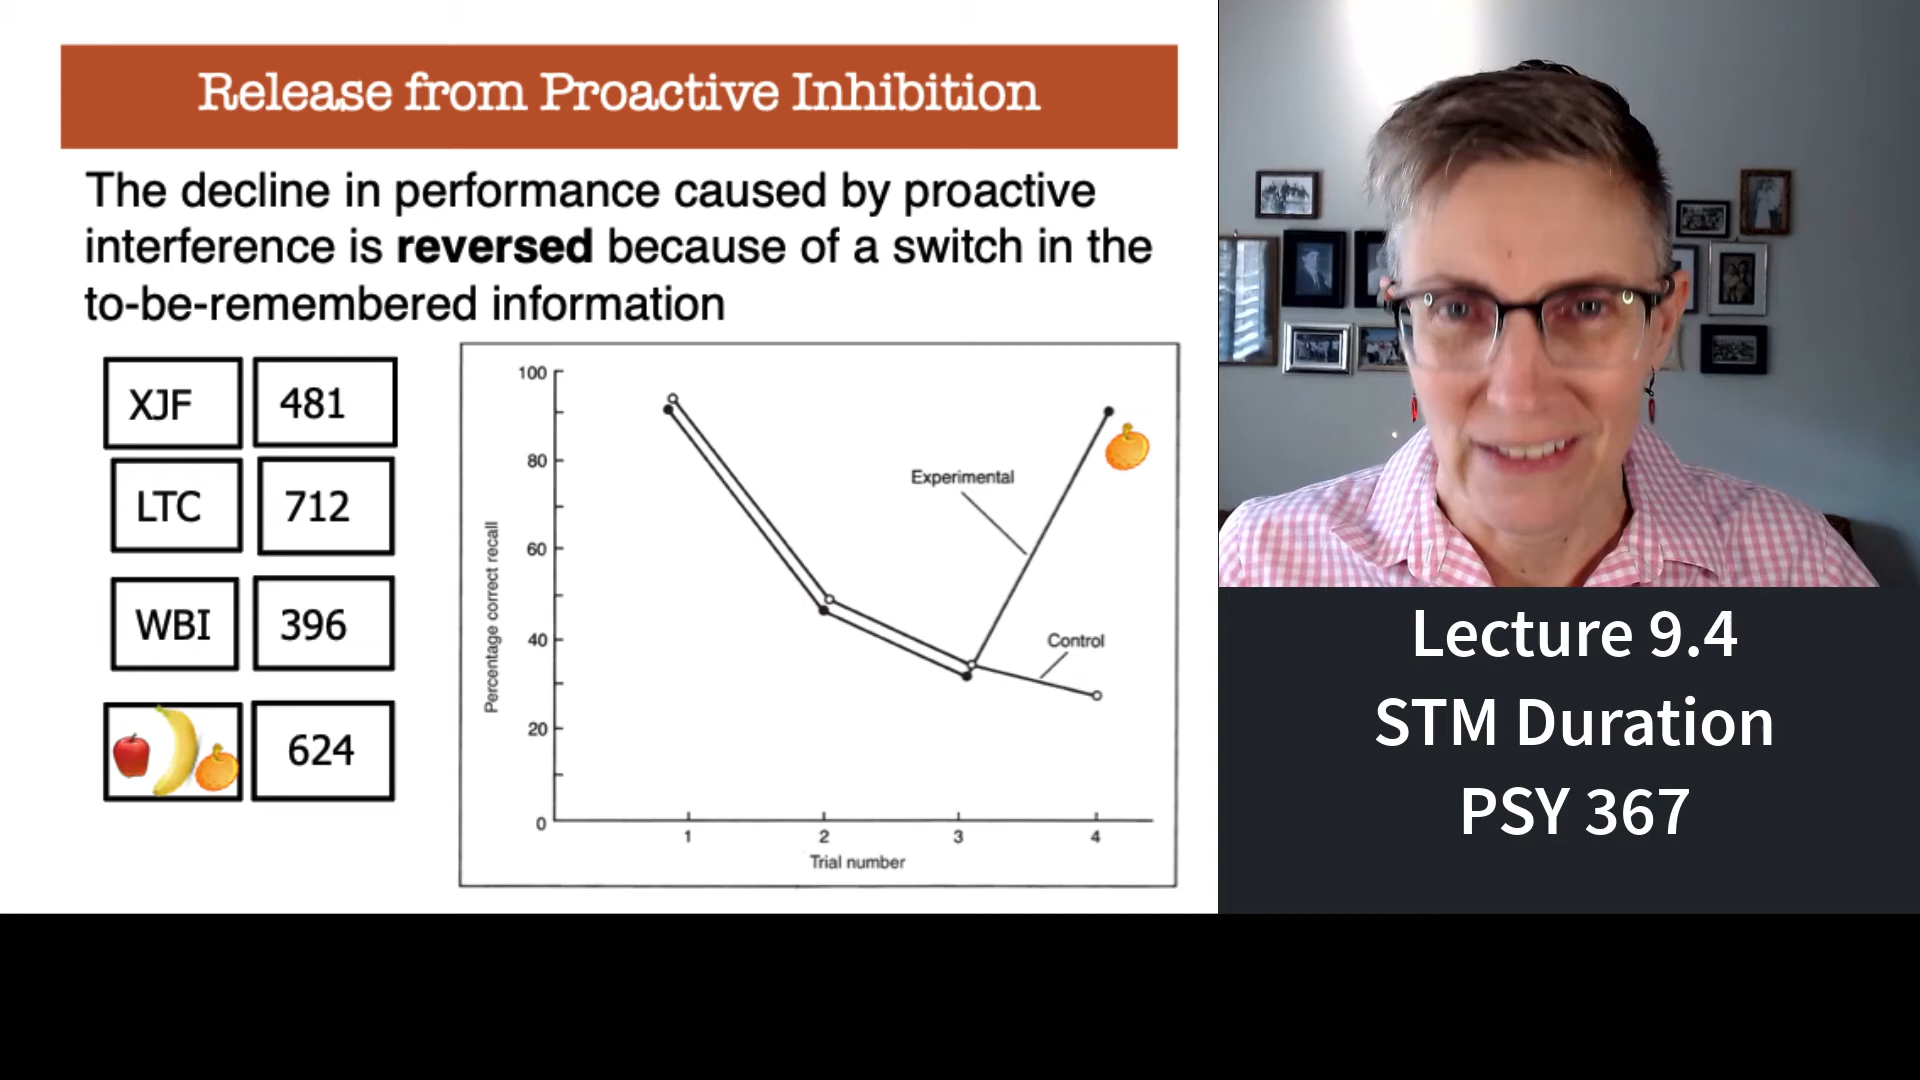 Release from Proactive Inhibition
The decline in performance caused by proactive
interference is reversed because of a switch in the
to-be-remembered information
XJF
481
LTC
712
WBI
396
624
100
80
60
40
20
0
Percentage correct recall
Experimental
Control
1
2
3
4
Trial number
Lecture 9.4
STM Duration
PSY 367